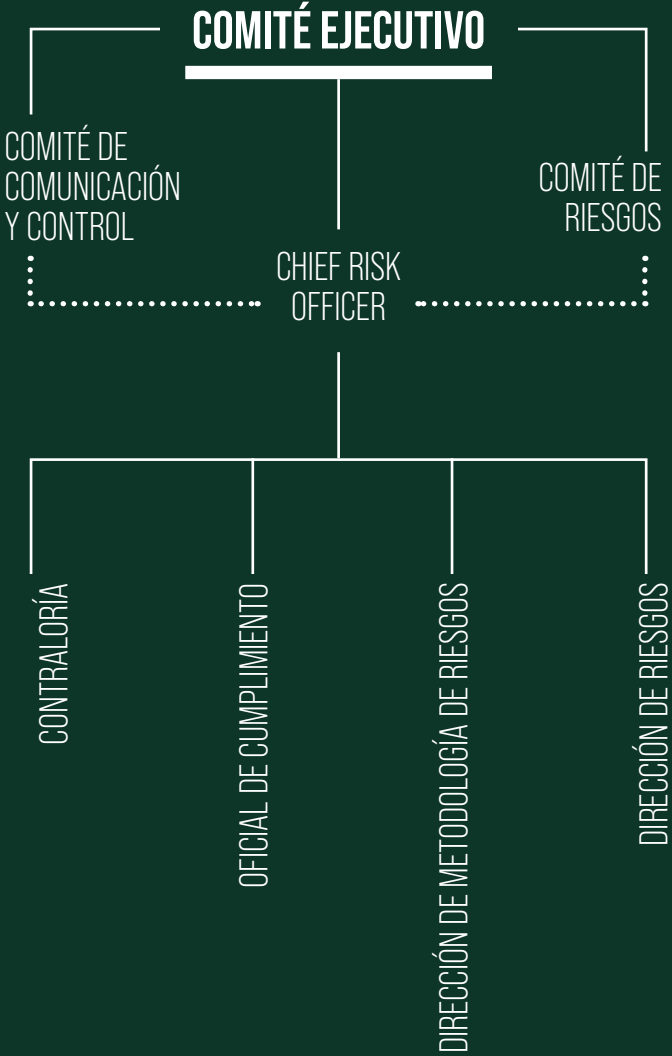 COMITÉ EJECUTIVO
COMITÉ DE
COMUNICACIÓN
Y CONTROL
COMITÉ DE
RIESGOS
CHIEF RISK
OFFICER
CONTRALORÍA
OFICIAL DE CUMPLIMIENTO
DIRECCIÓN DE METODOLOGÍA DE RIESGOS
DIRECCIÓN DE RIESGOS